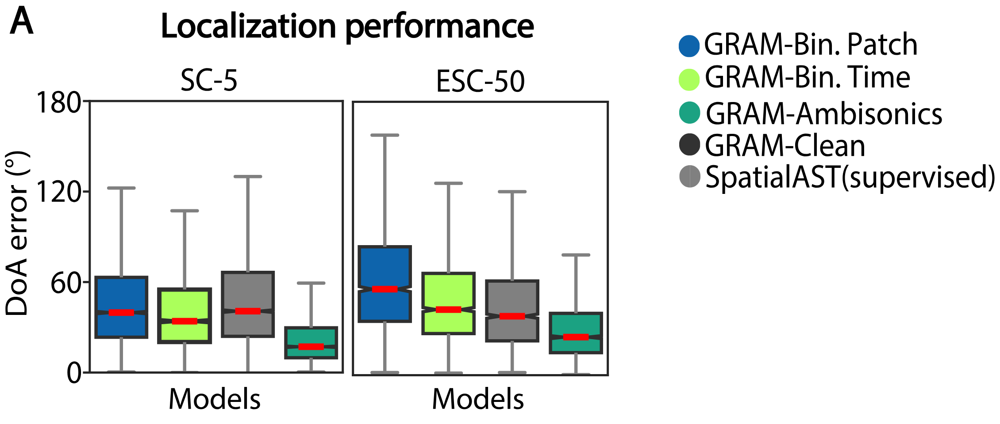 A
Localization performance
SC-5
ESC-50
180
120
60
0
DoA error (°)
Models
Models
GRAM-Bin. Patch
GRAM-Bin. Time
GRAM-Ambisonics
GRAM-Clean
SpatialAST(supervised)